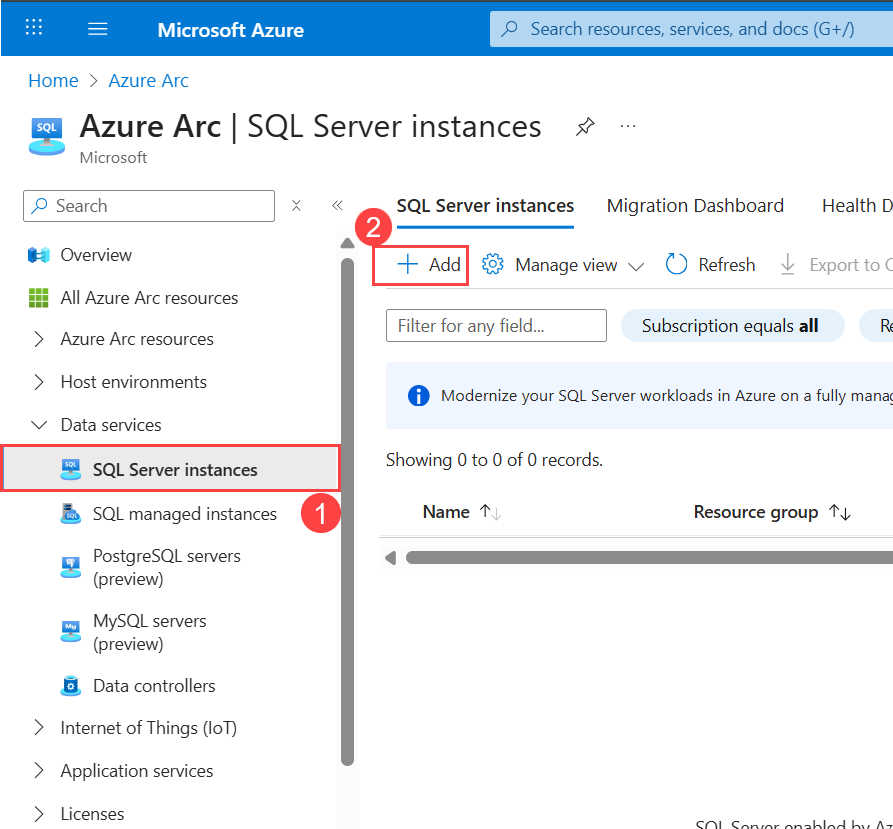 Microsoft Azure
Search resources, services, and docs (G+/)
Home > Azure Arc
SQL
Azure Arc | SQL Server instances
Microsoft
Search
Overview
All Azure Arc resources
Azure Arc resources
Host environments
Data services
SQL
SQL Server instances
SQL
SQL managed instances
1
PostgreSQL servers
(preview)
My
MySQL servers
(preview)
Data controllers
Internet of Things (IoT)
Application services
Licenses
2
SQL Server instances Migration Dashboard Health D
Add Manage view Refresh Export to C
Filter for any field... Subscription equals all Re
Modernize your SQL Server workloads in Azure on a fully manag
Showing 0 to 0 of 0 records.
Name Resource group
SQL Server enabled by Az